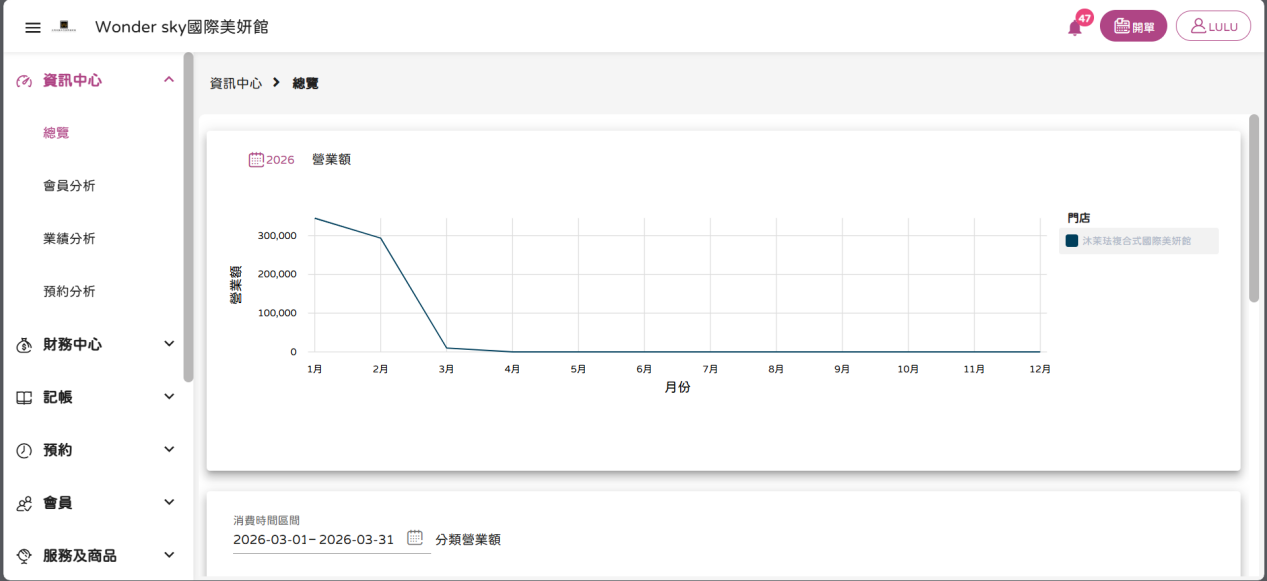 Wonder sky國際美妍館
47
開單
LULU
資訊中心
總覽
會員分析
業績分析
預約分析
財務中心
記帳
預約
會員
服務及商品
資訊中心 > 總覽
2026 營業額
300,000
200,000
100,000
0
營業額
1月 2月 3月 4月 5月 6月 7月 8月 9月 10月 11月 12月
月份
門店
沐萊琺複合式國際美妍館
消費時間區間
2026-03-01 – 2026-03-31 分類營業額